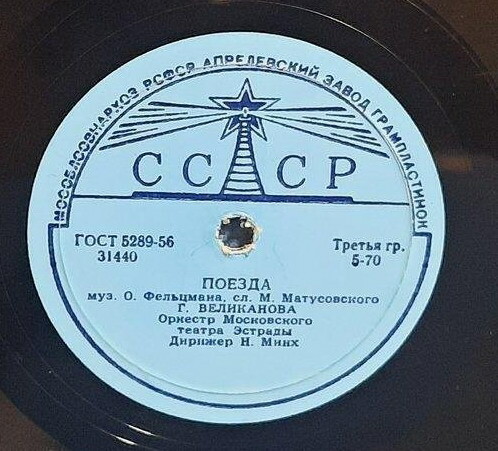 МОСОБЛСОВНАРХОЗ РСФСР АПРЕЛЕВСКИЙ ЗАВОД ГРАМПЛАСТИНОК
СССР
ГОСТ 5289-56
31440
Третья гр.
5-70
ПОЕЗДА
муз. О. Фельцмана, сл. М. Матусовского
Г. ВЕЛИКАНОВА
Оркестр Московского
театра Эстрады
Дирижер Н. Минх